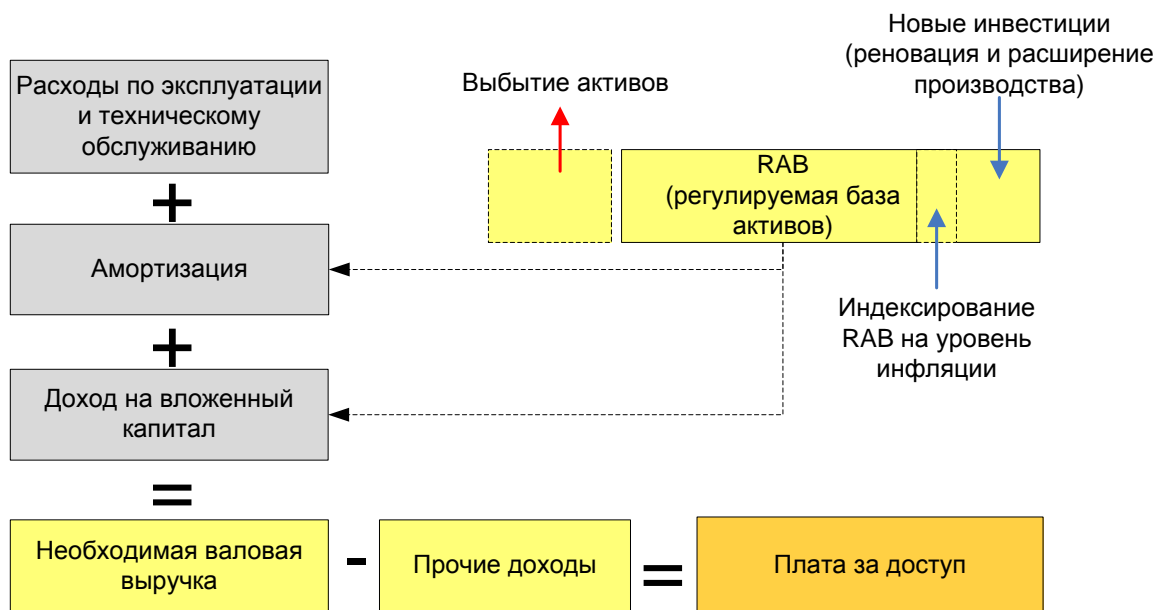 Новые инвестиции
(реновация и расширение
производства)
Расходы по эксплуатации
и техническому
обслуживанию
Выбытие активов
RAB
(регулируемая база
активов)
+
Амортизация
Индексирование
RAB на уровень
инфляции
+
Доход на вложенный
капитал
=
Необходимая валовая
выручка
-
Прочие доходы
=
Плата за доступ